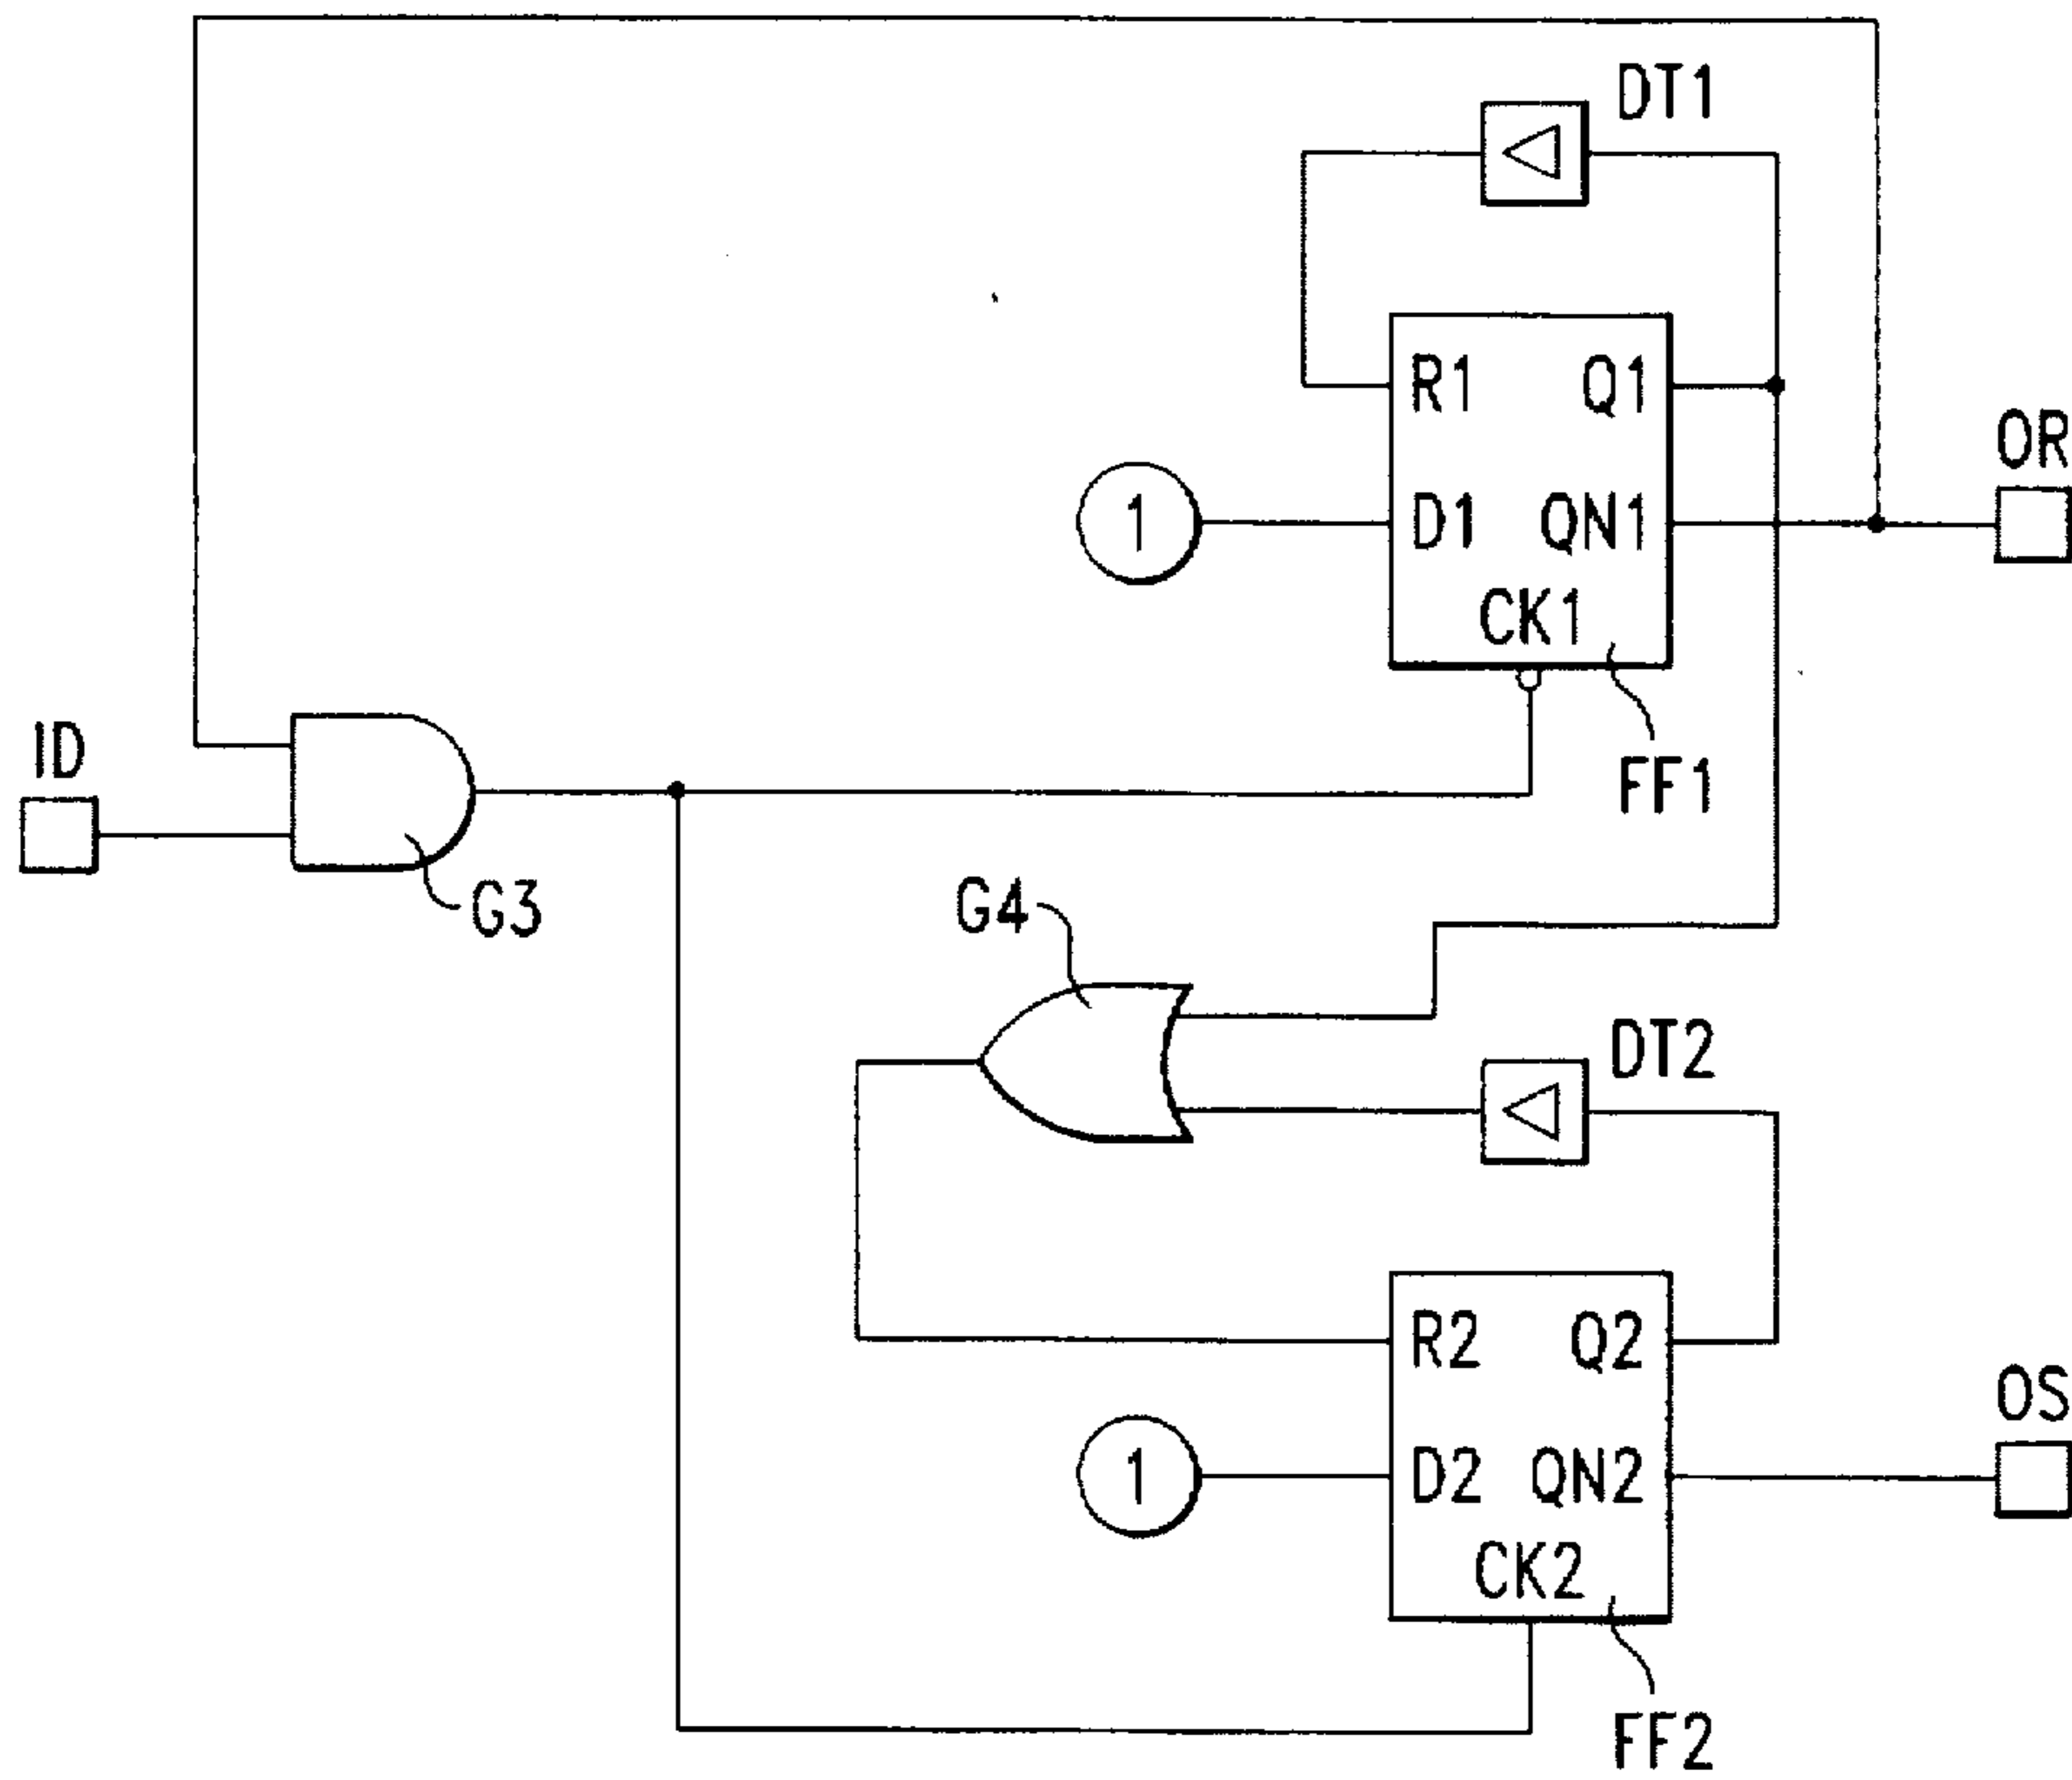 DT1
R1 Q1
OR
1
D1 QN1
CK1
ID
FF1
G3
G4
DT2
R2 Q2
OS
1
D2 QN2
CK2
FF2